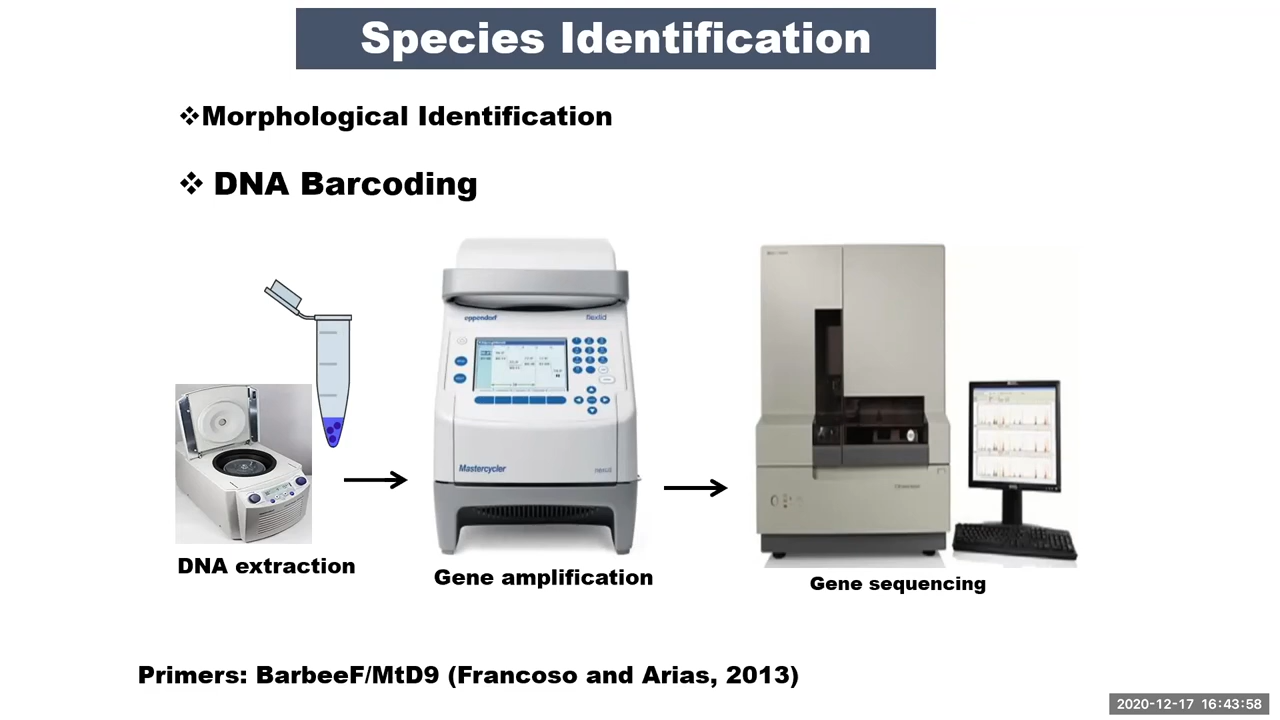 Species Identification
❖Morphological Identification
❖ DNA Barcoding
eppendorf flexlid
Mastercycler nexus
DNA extraction
Gene amplification
Gene sequencing
Primers: BarbeeF/MtD9 (Francoso and Arias, 2013)
2020-12-17 16:43:58